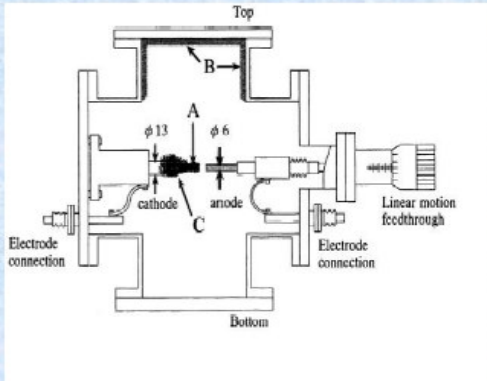 Top
B
A
ϕ 13
ϕ 6
cathode
anode
C
Linear motion
feedthrough
Electrode
connection
Electrode
connection
Bottom